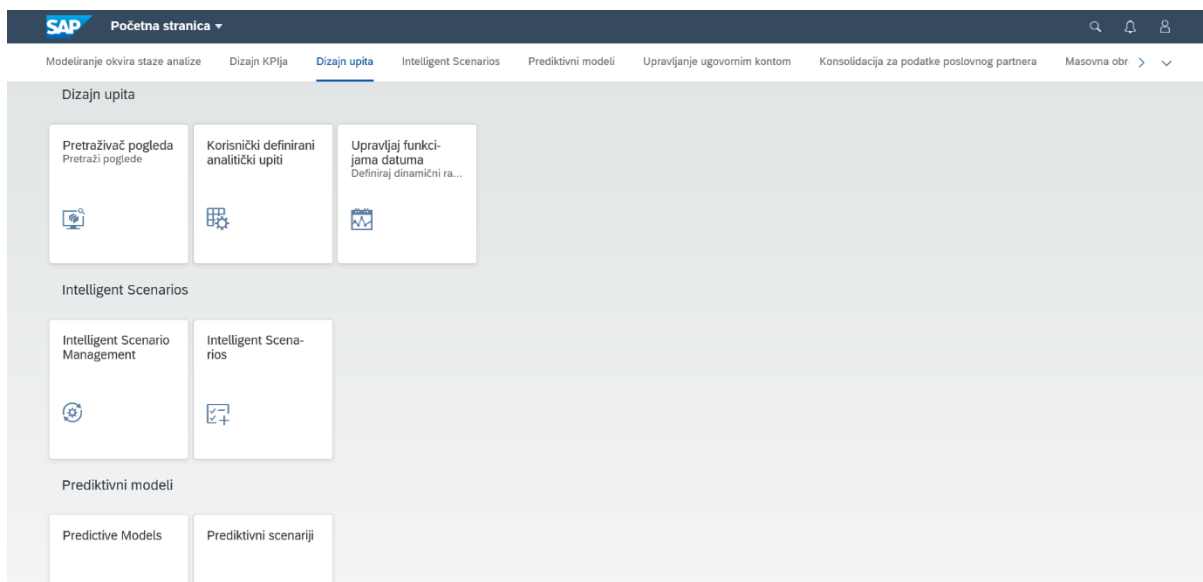 SAP Početna stranica
Modeliranje okvira staze analize Dizajn KPIja Dizajn upita Intelligent Scenarios Prediktivni modeli Upravljanje ugovornim kontom Konsolidacija za podatke poslovnog partnera Masovna obr
Dizajn upita
Pretraživač pogleda
Pretraži poglede
Korisnički definirani
analitički upiti
Upravljaj funkci-
jama datuma
Definiraj dinamični ra...
Intelligent Scenarios
Intelligent Scenario
Management
Intelligent Scena-
rios
Prediktivni modeli
Predictive Models
Prediktivni scenariji